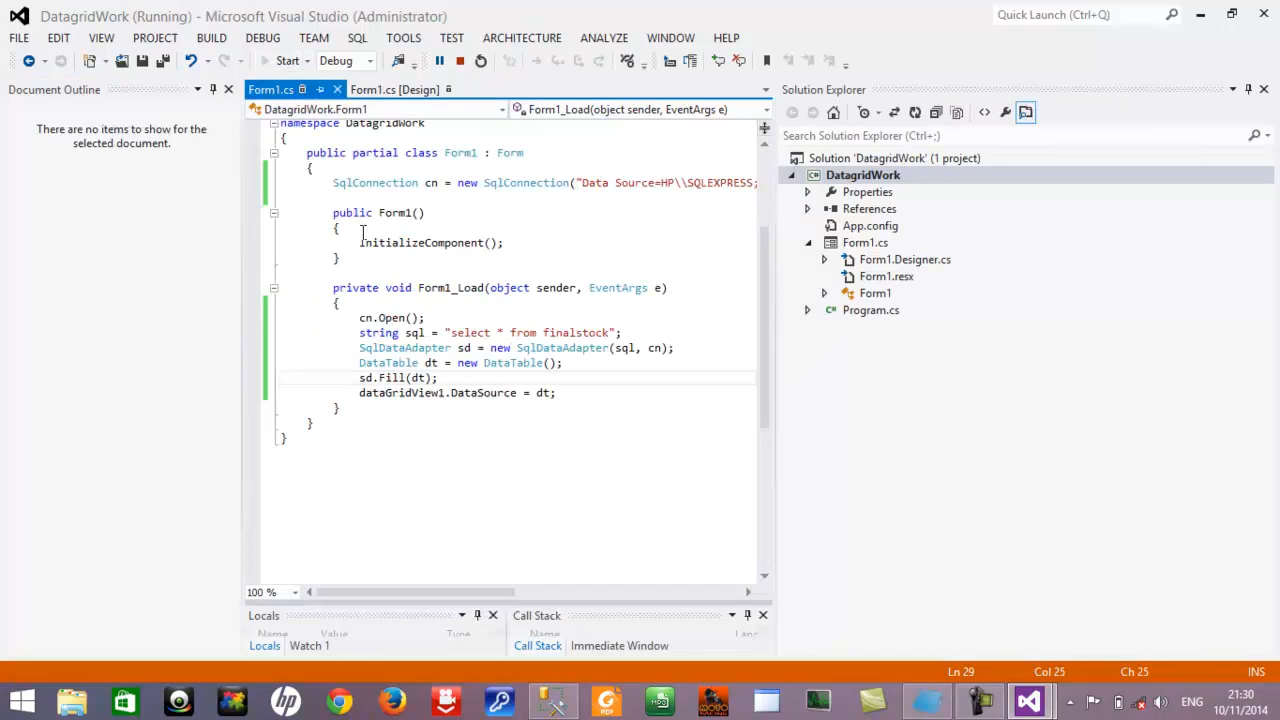 DatagridWork (Running) - Microsoft Visual Studio (Administrator)
Quick Launch (Ctrl+Q)
FILE EDIT VIEW PROJECT BUILD DEBUG TEAM SQL TOOLS TEST ARCHITECTURE ANALYZE WINDOW HELP
Start Debug
Document Outline
There are no items to show for the
selected document.
Form1.cs
Form1.cs [Design]
DatagridWork.Form1
Form1_Load(object sender, EventArgs e)
namespace DatagridWork
{
public partial class Form1 : Form
{
SqlConnection cn = new SqlConnection("Data Source=HP\\SQLEXPRESS;
public Form1()
{
InitializeComponent();
}
private void Form1_Load(object sender, EventArgs e)
{
cn.Open();
string sql = "select * from finalstock";
SqlDataAdapter sd = new SqlDataAdapter(sql, cn);
DataTable dt = new DataTable();
sd.Fill(dt);
dataGridView1.DataSource = dt;
}
}
}
100 %
Solution Explorer
Search Solution Explorer (Ctrl+;)
Solution 'DatagridWork' (1 project)
DatagridWork
Properties
References
App.config
Form1.cs
Form1.Designer.cs
Form1.resx
Form1
Program.cs
Locals
Name Value Type
Locals Watch 1
Call Stack
Name Lang
Call Stack Immediate Window
Ln 29 Col 25 Ch 25 INS
hp
PDF
ENG
21:30
10/11/2014